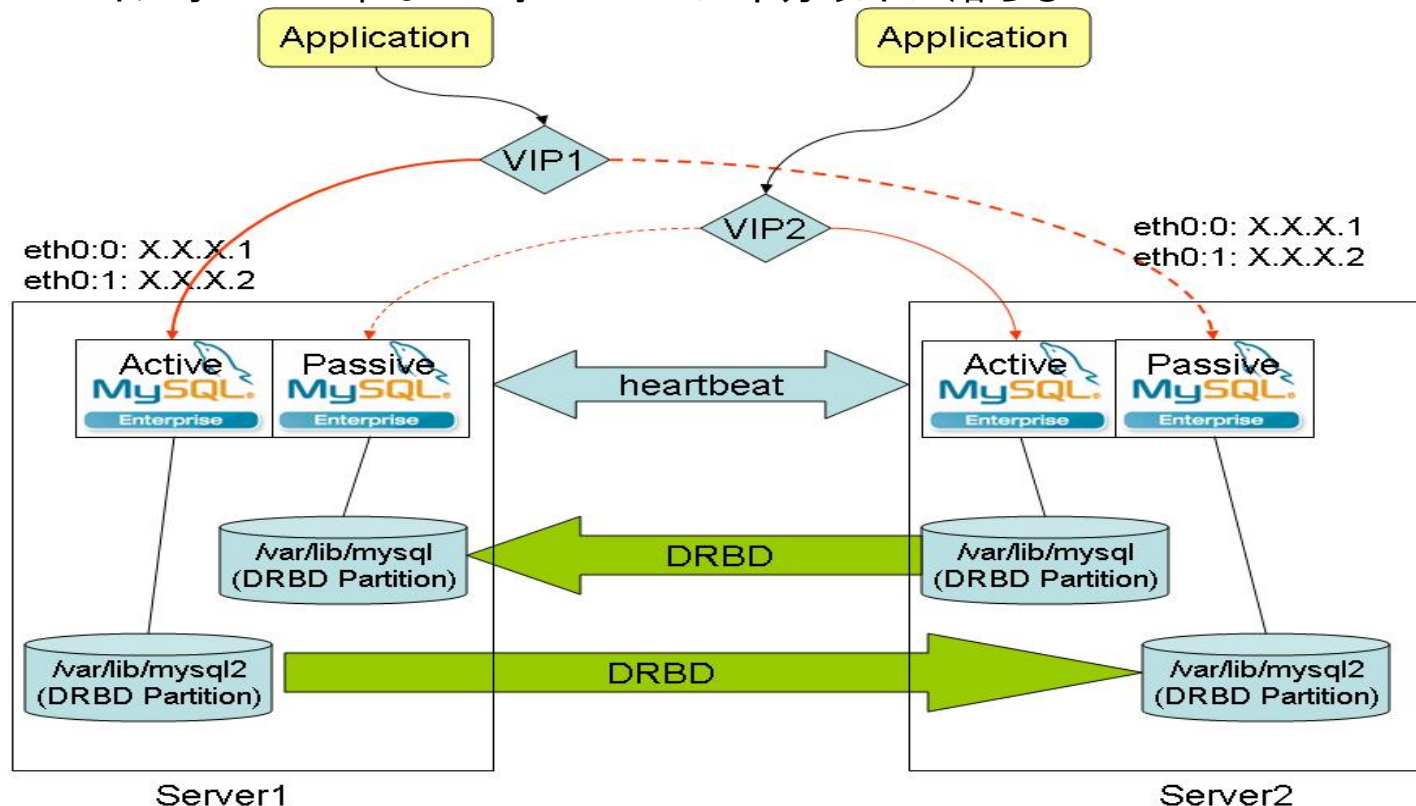 Application
Application
VIP1
VIP2
eth0:0: X.X.X.1
eth0:1: X.X.X.2
eth0:0: X.X.X.1
eth0:1: X.X.X.2
Active
MySQL.
Enterprise
Passive
MySQL.
Enterprise
heartbeat
Active
MySQL.
Enterprise
Passive
MySQL.
Enterprise
/var/lib/mysql
(DRBD Partition)
DRBD
/var/lib/mysql
(DRBD Partition)
/var/lib/mysql2
(DRBD Partition)
DRBD
/var/lib/mysql2
(DRBD Partition)
Server1
Server2